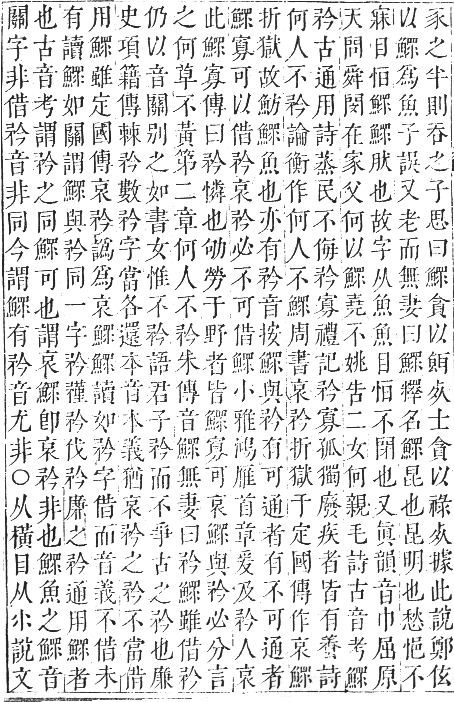 豕之半則吞之子思曰鰥貪以餌死士貪以祿死據此說鄭伭
以鰥爲魚子誤又老而無妻曰鰥釋名鰥昆也昆明也愁悒不
寐目恒鰥鰥肰也故字从魚魚目恒不閉也又眞韻音巾屈原
天問舜閔在家父何以鰥堯不姚告二女何親毛詩古音考鰥
矜古通用詩蒸民不侮矜寡禮記矜寡孤獨廢疾者皆有養詩
何人不矜論衡作何人不鰥周書哀矜折獄于定國傳作哀鰥
折獄故魴鰥魚也亦有矜音按鰥與矜有可通者有不可通者
鰥寡可以借矜哀矜必不可借鰥小雅鴻雁首章爰及矜人哀
此鰥寡傳曰矜憐也劬勞于野者皆鰥寡可哀鰥與矜必分言
之何草不黃第二章何人不矜朱傳音鰥無妻曰矜鰥雖借矜
仍以音關别之如書女惟不矜語君子矜而不爭古之矜也廉
史項籍傳棘矜數矜字當各還本音本義猶哀矜之矜不當借
用鰥雖定國傳哀矜譌爲哀鰥鰥讀如矜字借而音義不借未
有讀鰥如關謂鰥與矜同一字矜謹矜伐矜廉之矜通用鰥者
也古音考謂矜之同鰥可也謂哀鰥卽哀矜非也鰥魚之鰥音
關字非借矜音非同今謂鰥有矜音尤非○从橫目从尒說文